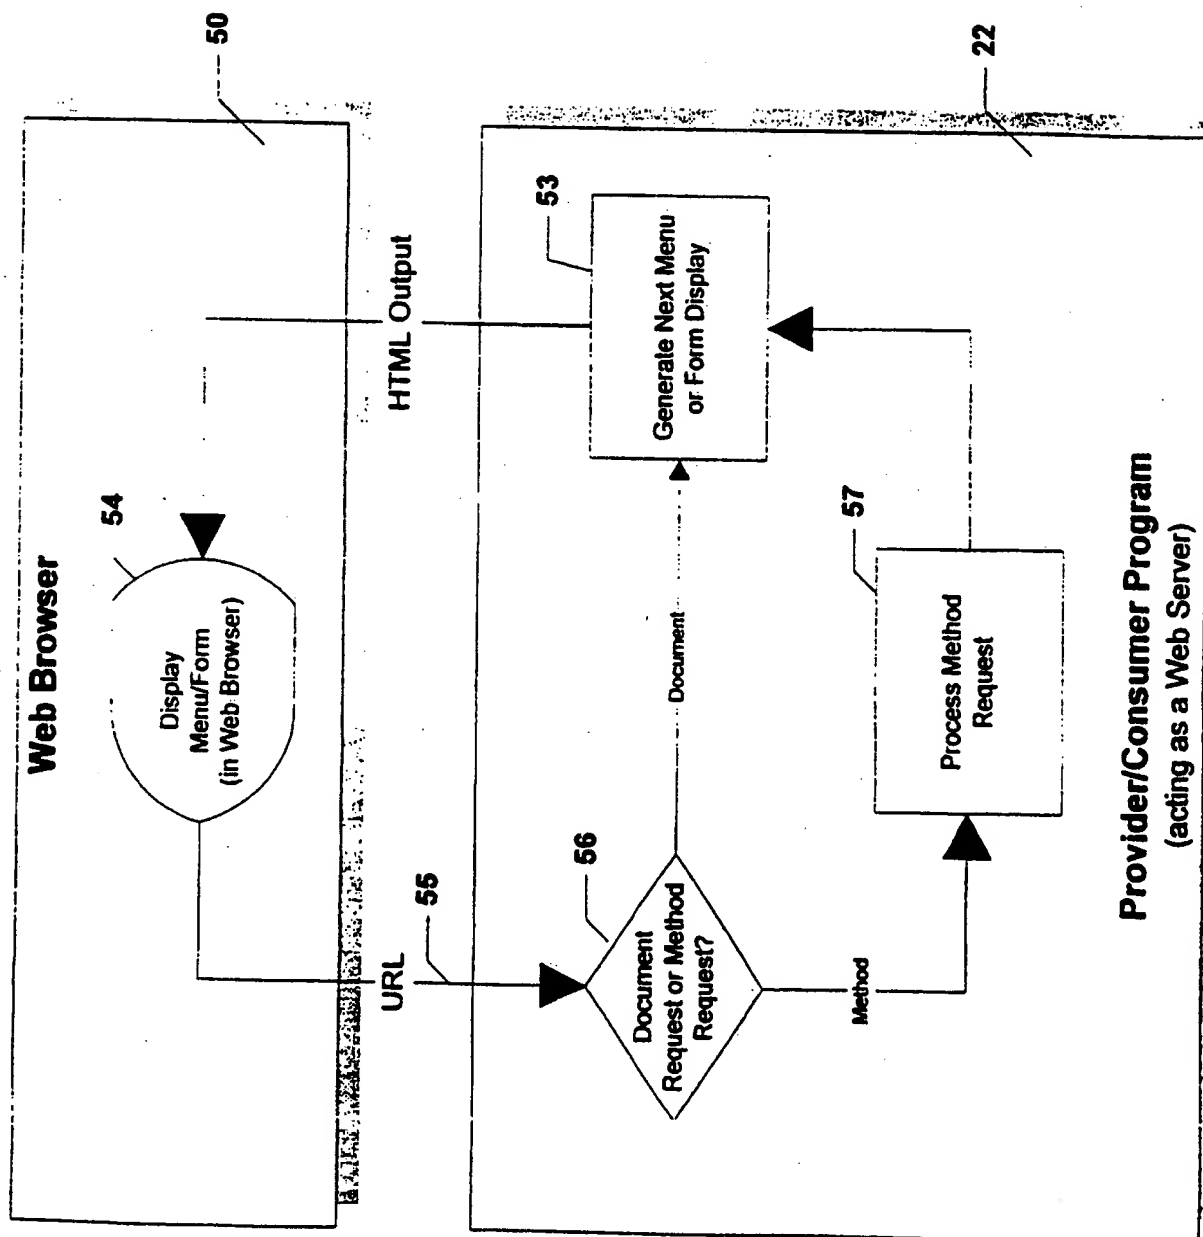 Web Browser
50
54
Display
Menu/Form
(in Web Browser)
URL
55
HTML Output
56
Document
Request or Method
Request?
Document
Method
53
Generate Next Menu
or Form Display
57
Process Method
Request
22
Provider/Consumer Program
(acting as a Web Server)